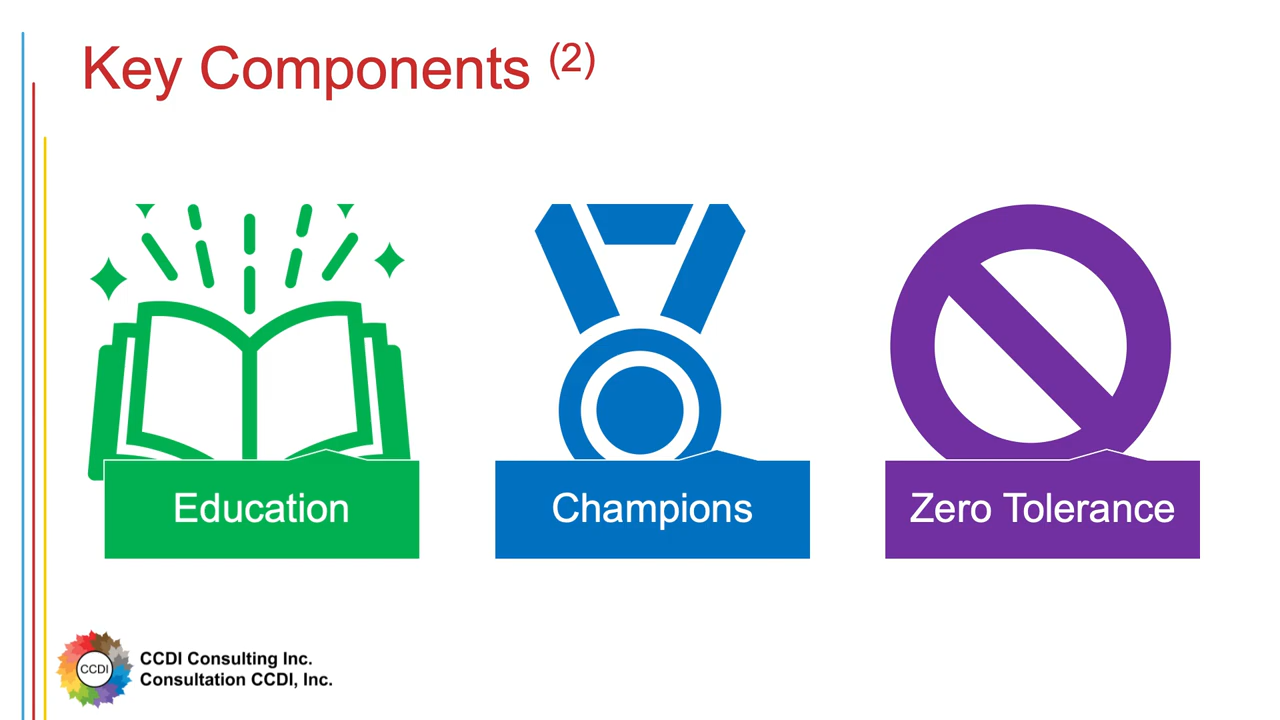 Key Components (2)
Education
Champions
Zero Tolerance
CCDI
CCDI Consulting Inc.
Consultation CCDI, Inc.